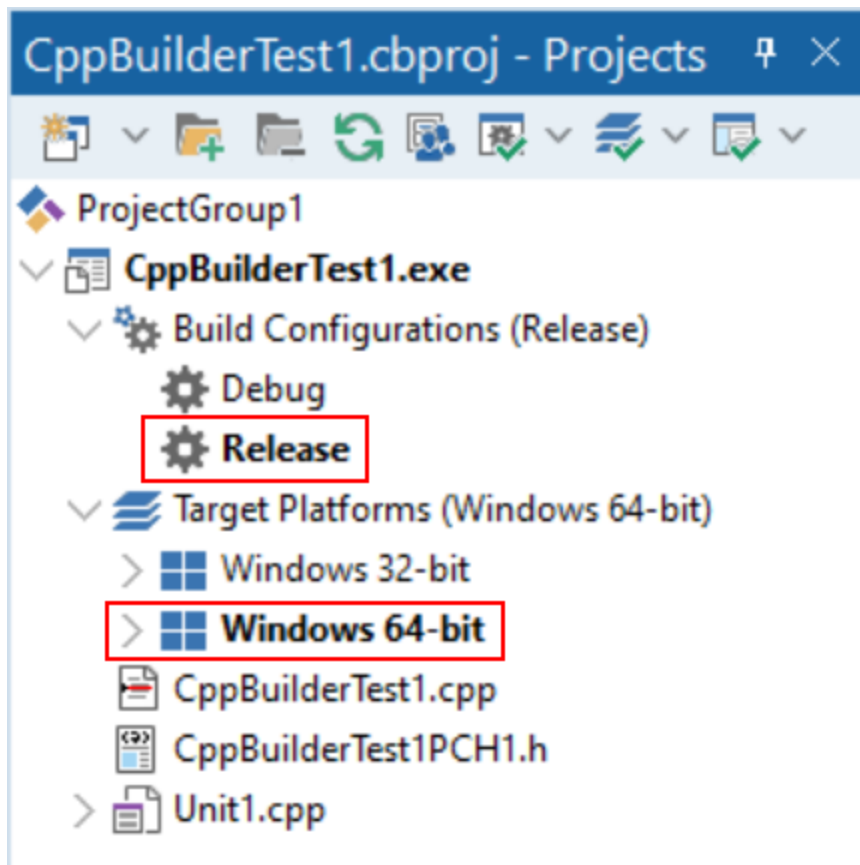 CppBuilderTest1.cbproj - Projects
ProjectGroup1
CppBuilderTest1.exe
Build Configurations (Release)
Debug
Release
Target Platforms (Windows 64-bit)
Windows 32-bit
Windows 64-bit
CppBuilderTest1.cpp
CppBuilderTest1PCH1.h
Unit1.cpp